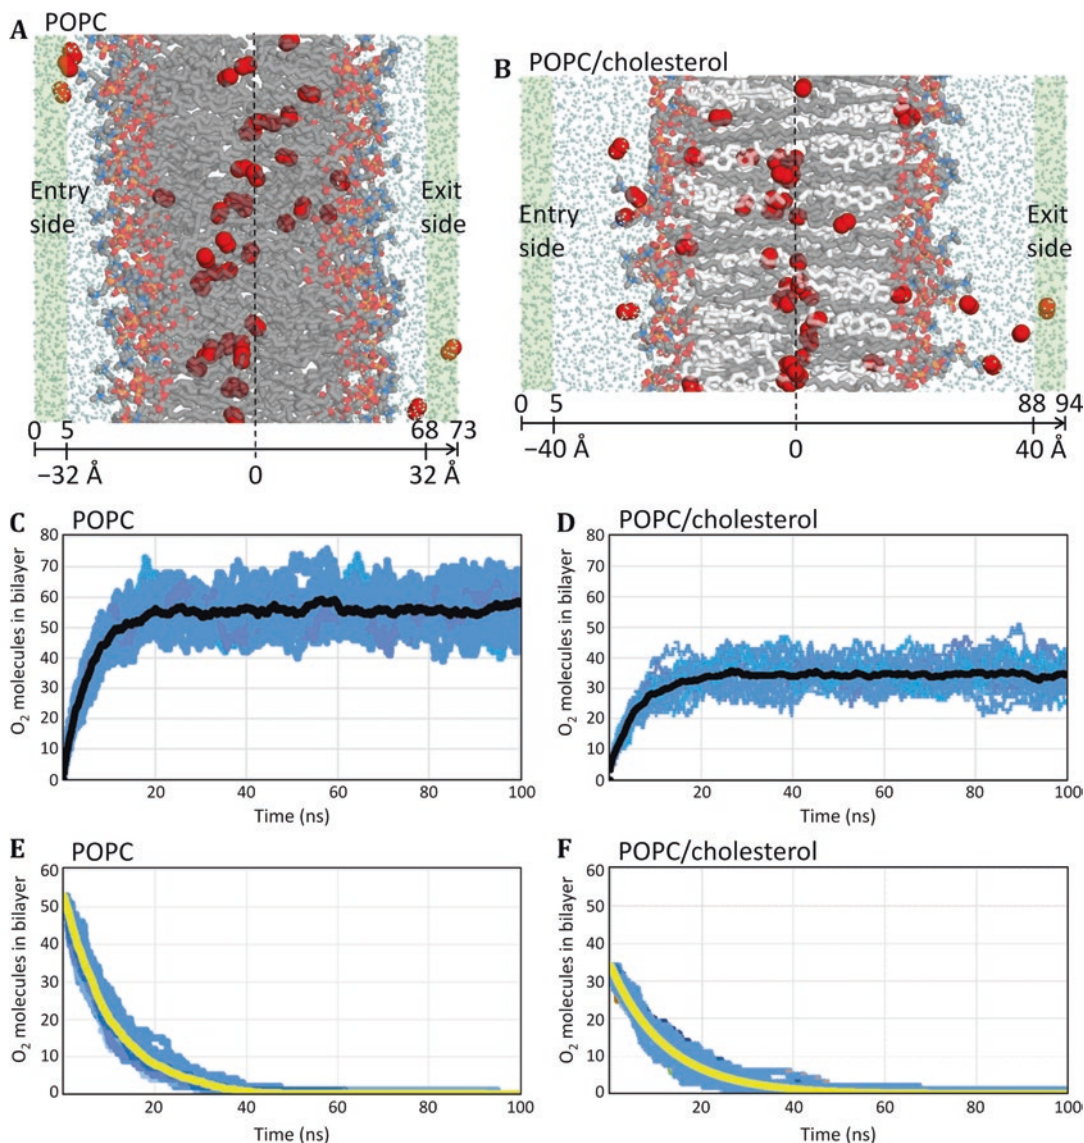 A
POPC
Entry
side
Exit
side
0 5 68 73
−32 Å 0 32 Å
B
POPC/cholesterol
Entry
side
Exit
side
0 5 88 94
−40 Å 0 40 Å
C
POPC
O2 molecules in bilayer
80
70
60
50
40
30
20
10
0
20 40 60 80 100
Time (ns)
D
POPC/cholesterol
O2 molecules in bilayer
80
70
60
50
40
30
20
10
0
20 40 60 80 100
Time (ns)
E
POPC
O2 molecules in bilayer
60
50
40
30
20
10
0
20 40 60 80 100
Time (ns)
F
POPC/cholesterol
O2 molecules in bilayer
60
50
40
30
20
10
0
20 40 60 80 100
Time (ns)